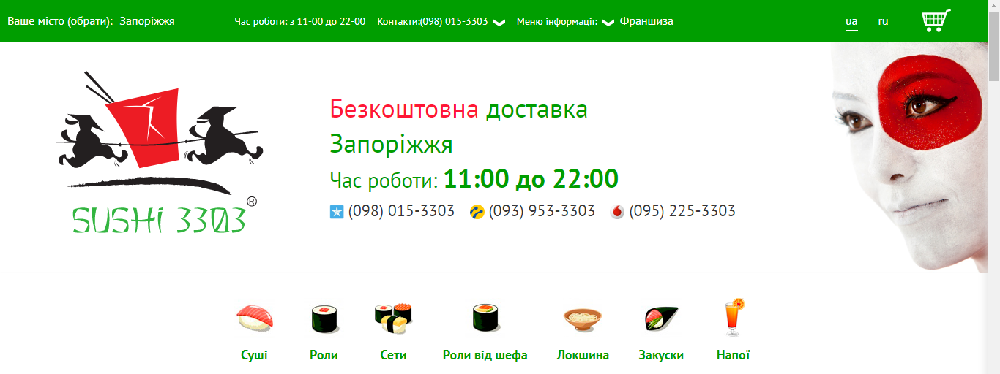 Ваше місто (обрати): Запоріжжя
Час роботи: з 11-00 до 22-00
Контакти:(098) 015-3303
Меню інформації:
Франшиза
ua
ru
Безкоштовна доставка
Запоріжжя
Час роботи: 11:00 до 22:00
(098) 015-3303 (093) 953-3303 (095) 225-3303
SUSHi 3303®
Суші
Роли
Сети
Роли від шефа
Локшина
Закуски
Напої